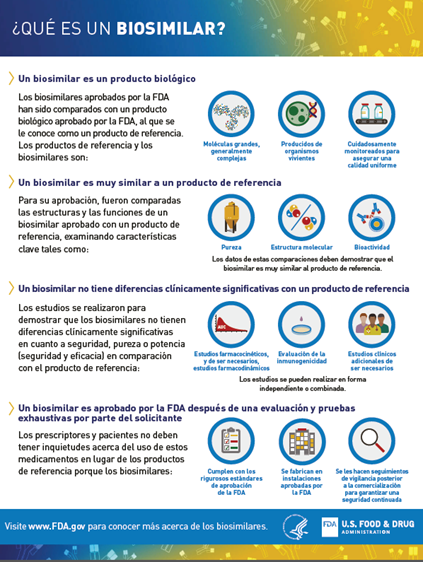 ¿QUÉ ES UN BIOSIMILAR?
Un biosimilar es un producto biológico
Los biosimilares aprobados por la FDA
han sido comparados con un producto
biológico aprobado por la FDA, al que se
le conoce como un producto de referencia.
Los productos de referencia y los
biosimilares son:
Moléculas grandes,
generalmente
complejas
Producidos de
organismos
vivientes
Cuidadosamente
monitoreados para
asegurar una
calidad uniforme
Un biosimilar es muy similar a un producto de referencia
Para su aprobación, fueron comparadas
las estructuras y las funciones de un
biosimilar aprobado con un producto de
referencia, examinando características
clave tales como:
Pureza
Estructura molecular
Bioactividad
Los datos de estas comparaciones deben demostrar que el
biosimilar es muy similar al producto de referencia.
Un biosimilar no tiene diferencias clínicamente significativas con un producto de referencia
Los estudios se realizaron para
demostrar que los biosimilares no tienen
diferencias clínicamente significativas
en cuanto a seguridad, pureza o potencia
(seguridad y eficacia) en comparación
con el producto de referencia:
AUC
Estudios farmacocinéticos,
y de ser necesarios,
estudios farmacodinámicos
Evaluación de la
inmunogenicidad
Estudios clínicos
adicionales de
ser necesarios
Los estudios se pueden realizar en forma
independiente o combinada.
Un biosimilar es aprobado por la FDA después de una evaluación y pruebas
exhaustivas por parte del solicitante
Los prescriptores y pacientes no deben
tener inquietudes acerca del uso de estos
medicamentos en lugar de los productos
de referencia porque los biosimilares:
Cumplen con los
rigurosos estándares
de aprobación
de la FDA
Se fabrican en
instalaciones
aprobadas por
la FDA
Se les hacen seguimientos
de vigilancia posterior a
la comercialización
para garantizar una
seguridad continuada
Visite www.FDA.gov para conocer más acerca de los biosimilares.
FDA
U.S. FOOD & DRUG
ADMINISTRATION